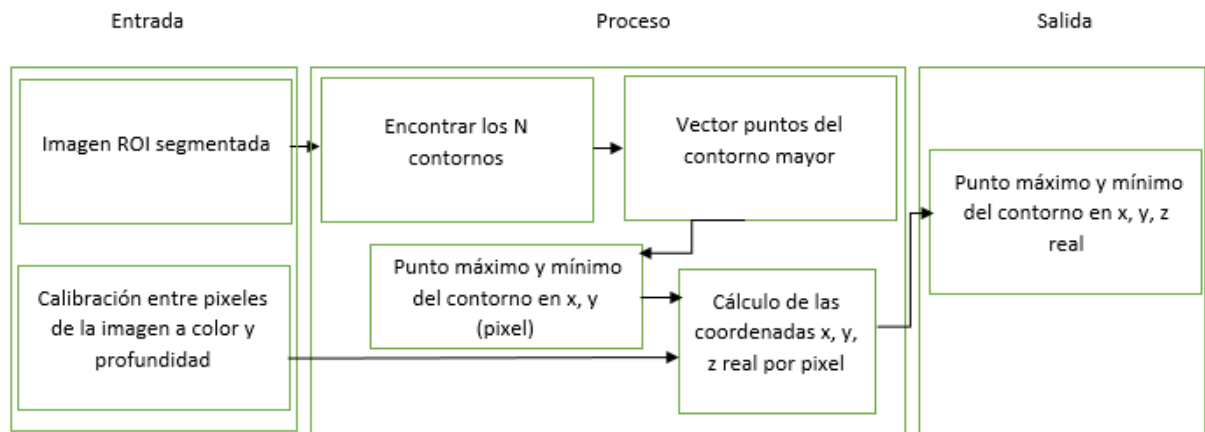 Entrada
Proceso
Salida
Imagen ROI segmentada
Encontrar los N
contornos
Vector puntos del
contorno mayor
Punto máximo y mínimo
del contorno en x, y, z
real
Punto máximo y mínimo
del contorno en x, y
(pixel)
Calibración entre pixeles
de la imagen a color y
profundidad
Cálculo de las
coordenadas x, y,
z real por pixel